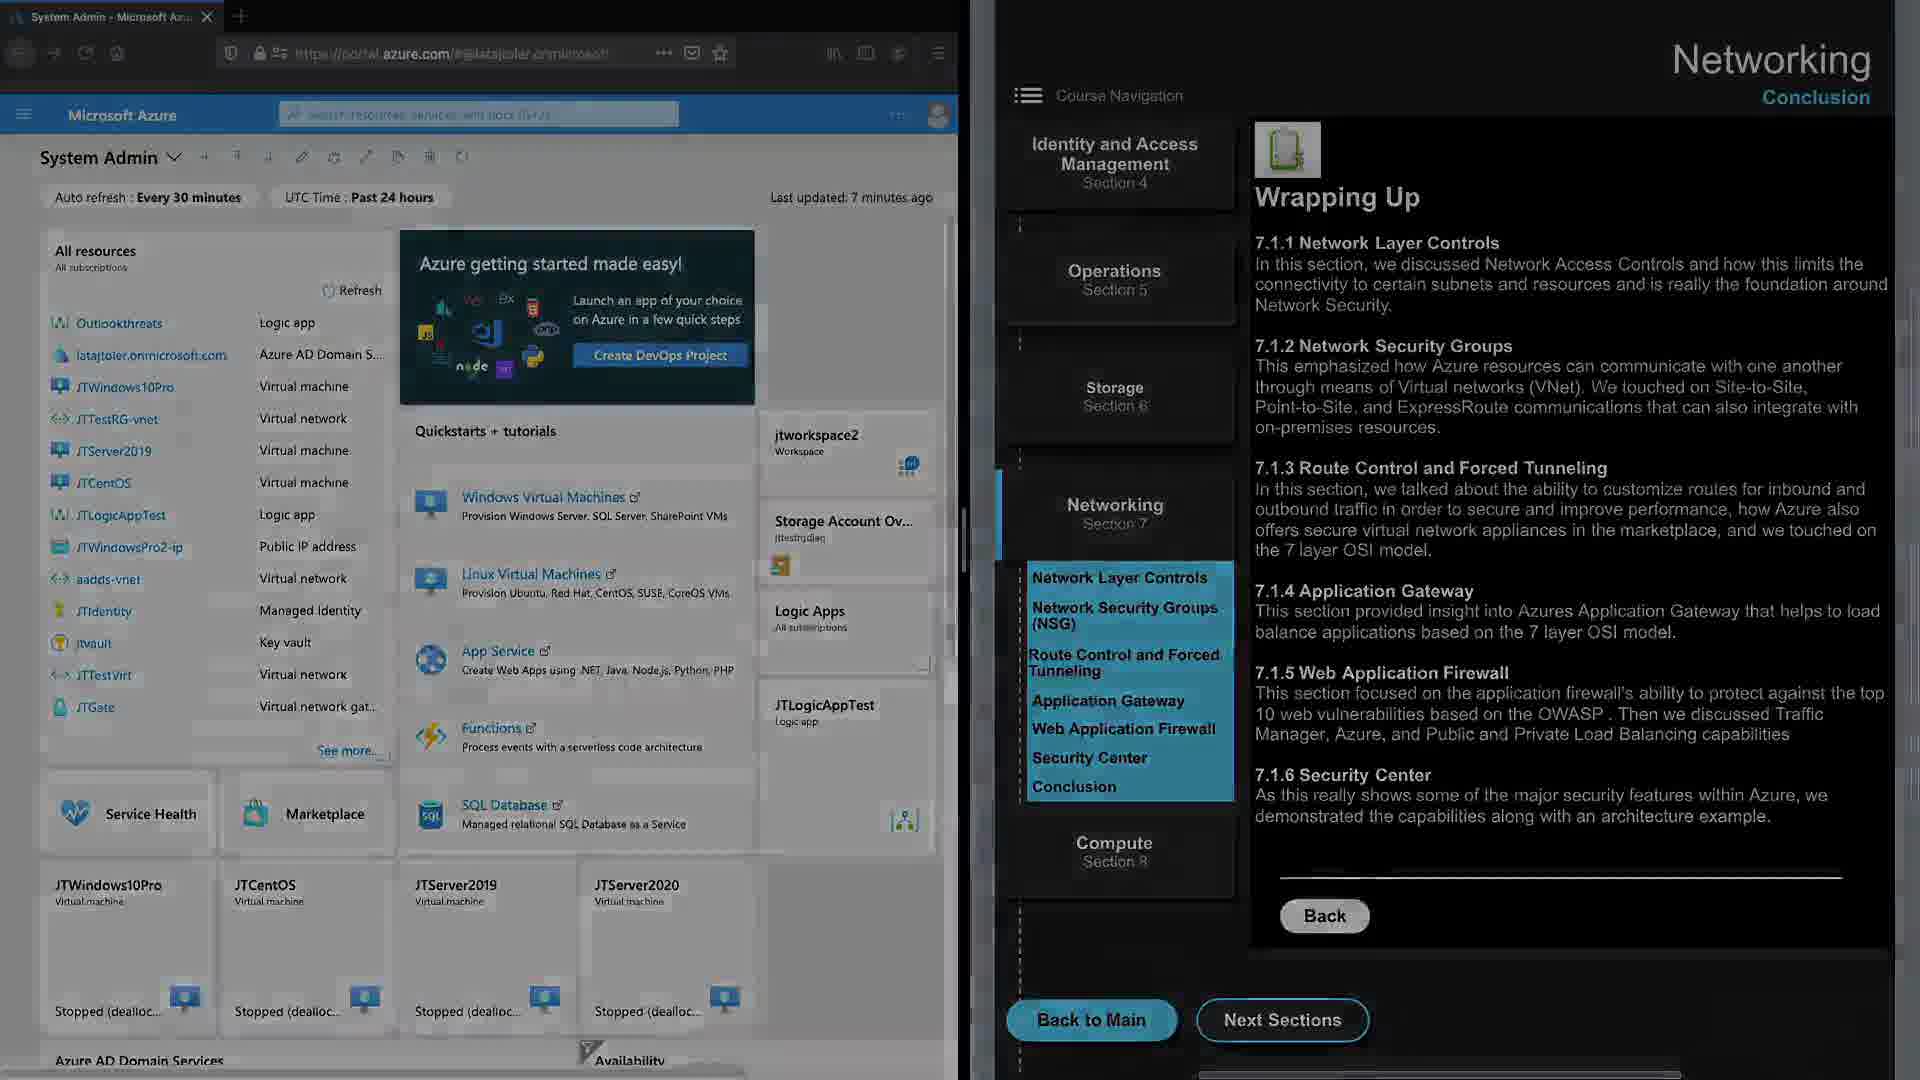 System Admin - Microsoft Az...
https://portal.azure.com/#@latajtoler.onmicrosoft
Microsoft Azure
System Admin
Auto refresh : Every 30 minutes
UTC Time : Past 24 hours
Last updated: 7 minutes ago
All resources
All subscriptions
Refresh
Outlookthreats Logic app
latajtoler.onmicrosoft.com Azure AD Domain S...
JTWindows10Pro Virtual machine
JTTestRG-vnet Virtual network
JTServer2019 Virtual machine
JTCentOS Virtual machine
JTLogicAppTest Logic app
JTWindowsPro2-ip Public IP address
aadds-vnet Virtual network
JTIdentity Managed Identity
jtvault Key vault
JTTestVirt Virtual network
JTGate Virtual network gat...
See more...
Azure getting started made easy!
Launch an app of your choice
on Azure in a few quick steps
Create DevOps Project
JS
php
node
Quickstarts + tutorials
Windows Virtual Machines
Provision Windows Server, SQL Server, SharePoint VMs
Linux Virtual Machines
Provision Ubuntu, Red Hat, CentOS, SUSE, CoreOS VMs
App Service
Create Web Apps using .NET, Java, Node.js, Python, PHP
Functions
Process events with a serverless code architecture
SQL Database
Managed relational SQL Database as a Service
SQL
jtworkspace2
Workspace
Storage Account Ov...
jttestrgdiag
Logic Apps
All subscriptions
JTLogicAppTest
Logic app
Service Health
Marketplace
JTWindows10Pro
Virtual machine
Stopped (dealloc...
JTCentOS
Virtual machine
Stopped (dealloc...
JTServer2019
Virtual machine
Stopped (dealloc...
JTServer2020
Virtual machine
Stopped (dealloc...
Azure AD Domain Services
Availability
Networking
Conclusion
Course Navigation
Identity and Access
Management
Section 4
Operations
Section 5
Storage
Section 6
Networking
Section 7
Network Layer Controls
Network Security Groups
(NSG)
Route Control and Forced
Tunneling
Application Gateway
Web Application Firewall
Security Center
Conclusion
Compute
Section 8
Wrapping Up
7.1.1 Network Layer Controls
In this section, we discussed Network Access Controls and how this limits the
connectivity to certain subnets and resources and is really the foundation around
Network Security.
7.1.2 Network Security Groups
This emphasized how Azure resources can communicate with one another
through means of Virtual networks (VNet). We touched on Site-to-Site,
Point-to-Site, and ExpressRoute communications that can also integrate with
on-premises resources.
7.1.3 Route Control and Forced Tunneling
In this section, we talked about the ability to customize routes for inbound and
outbound traffic in order to secure and improve performance, how Azure also
offers secure virtual network appliances in the marketplace, and we touched on
the 7 layer OSI model.
7.1.4 Application Gateway
This section provided insight into Azures Application Gateway that helps to load
balance applications based on the 7 layer OSI model.
7.1.5 Web Application Firewall
This section focused on the application firewall's ability to protect against the top
10 web vulnerabilities based on the OWASP . Then we discussed Traffic
Manager, Azure, and Public and Private Load Balancing capabilities
7.1.6 Security Center
As this really shows some of the major security features within Azure, we
demonstrated the capabilities along with an architecture example.
Back
Back to Main
Next Sections